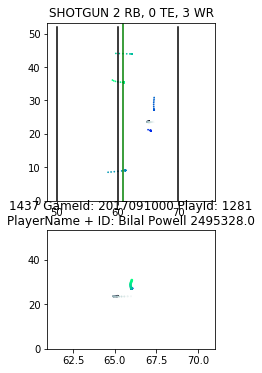 SHOTGUN 2 RB, 0 TE, 3 WR
50
40
30
20
10
0
50 60 70
1437 GameId: 2017091000 PlayId: 1281
PlayerName + ID: Bilal Powell 2495328.0
40
20
0
62.5 65.0 67.5 70.0